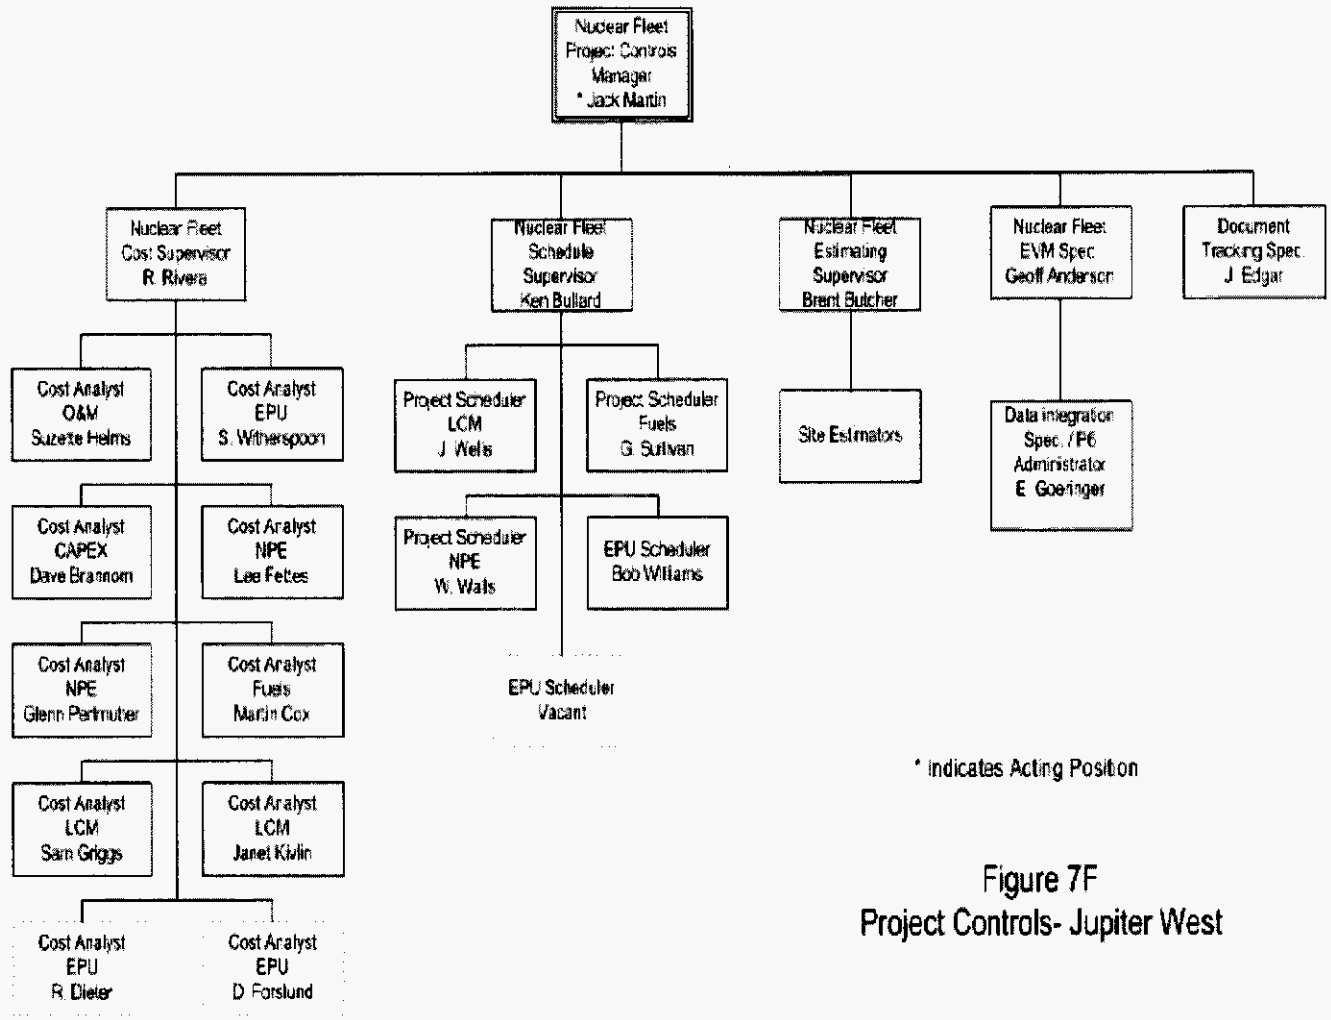 Nuclear Fleet
Project Controls
Manager
* Jack Martin
Nuclear Fleet
Cost Supervisor
R. Rivera
Nuclear Fleet
Schedule
Supervisor
Ken Bullard
Nuclear Fleet
Estimating
Supervisor
Brent Butcher
Nuclear Fleet
EVM Spec
Geoff Anderson
Document
Tracking Spec.
J. Edgar
Cost Analyst
O&M
Suzette Helms
Cost Analyst
EPU
S. Witherspoon
Project Scheduler
LCM
J. Wells
Project Scheduler
Fuels
G. Sullivan
Site Estimators
Data integration
Spec. / P6
Administrator
E. Goeringer
Cost Analyst
CAPEX
Dave Brannom
Cost Analyst
NPE
Lee Fettes
Project Scheduler
NPE
W. Walls
EPU Scheduler
Bob Williams
Cost Analyst
NPE
Glenn Perlmutter
Cost Analyst
Fuels
Martin Cox
EPU Scheduler
Vacant
Cost Analyst
LCM
Sam Griggs
Cost Analyst
LCM
Janet Kivlin
Cost Analyst
EPU
R. Dieter
Cost Analyst
EPU
D. Forslund
* Indicates Acting Position
Figure 7F
Project Controls- Jupiter West